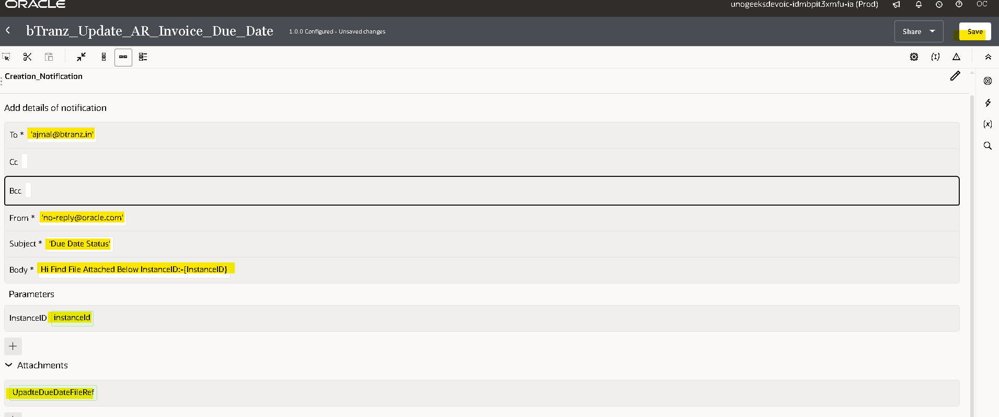 ORACLE
unogeeksdevoic-idmbpit3xmfu-ia (Prod)
OC
bTranz_Update_AR_Invoice_Due_Date
1.0.0 Configured - Unsaved changes
Share
Save
Creation_Notification
Add details of notification
To * 'ajmal@btranz.in'
Cc
Bcc
From * 'no-reply@oracle.com'
Subject * 'Due Date Status'
Body * Hi Find File Attached Below InstanceID:-{InstanceID}
Parameters
InstanceID instanceId
Attachments
UpadteDueDateFileRef